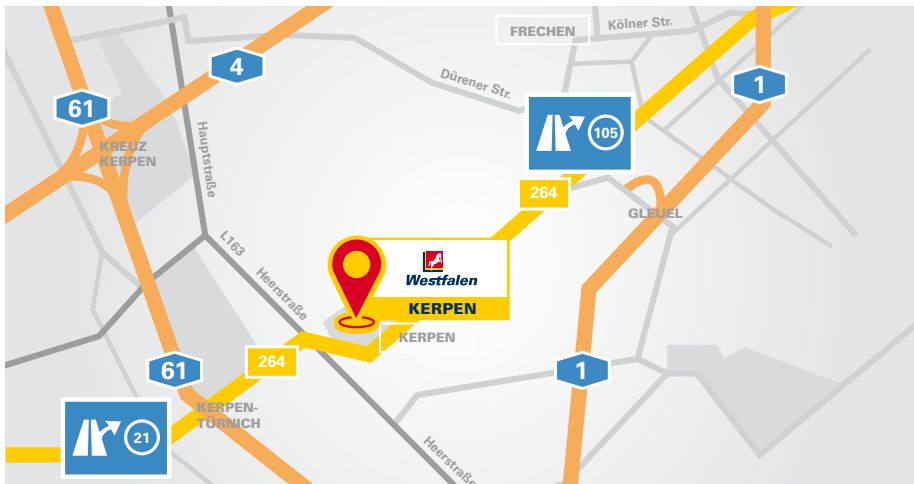 FRECHEN
Kölner Str.
4
1
61
Dürener Str.
105
KREUZ
KERPEN
Hauptstraße
264
GLEUEL
L163
Heerstraße
Westfalen
KERPEN
KERPEN
264
61
1
KERPEN-
TÜRNICH
21
Heerstraße